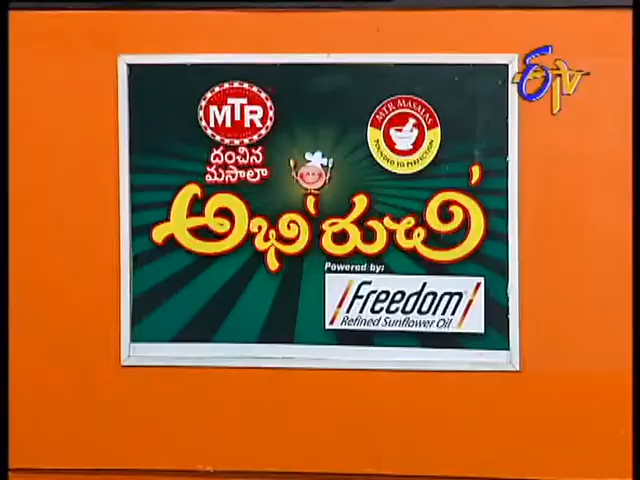 ETV
MTR
దంచిన
మసాలా
MTR MASALAS
POUNDED TO PERFECTION
అభి'రుచి'
Powered by:
Freedom
Refined Sunflower Oil